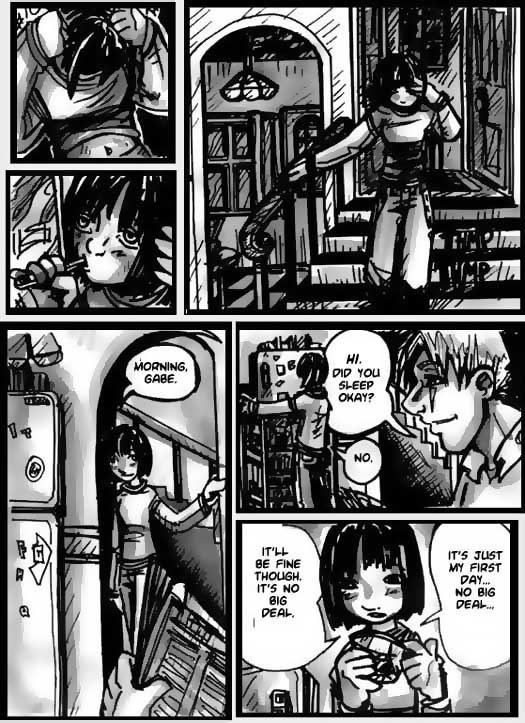 THMP
THMP
MORNING,
GABE.
HI.
DID YOU
SLEEP
OKAY?
NO.
IT'LL
BE FINE
THOUGH.
IT'S NO
BIG
DEAL.
IT'S JUST
MY FIRST
DAY...
NO BIG
DEAL...